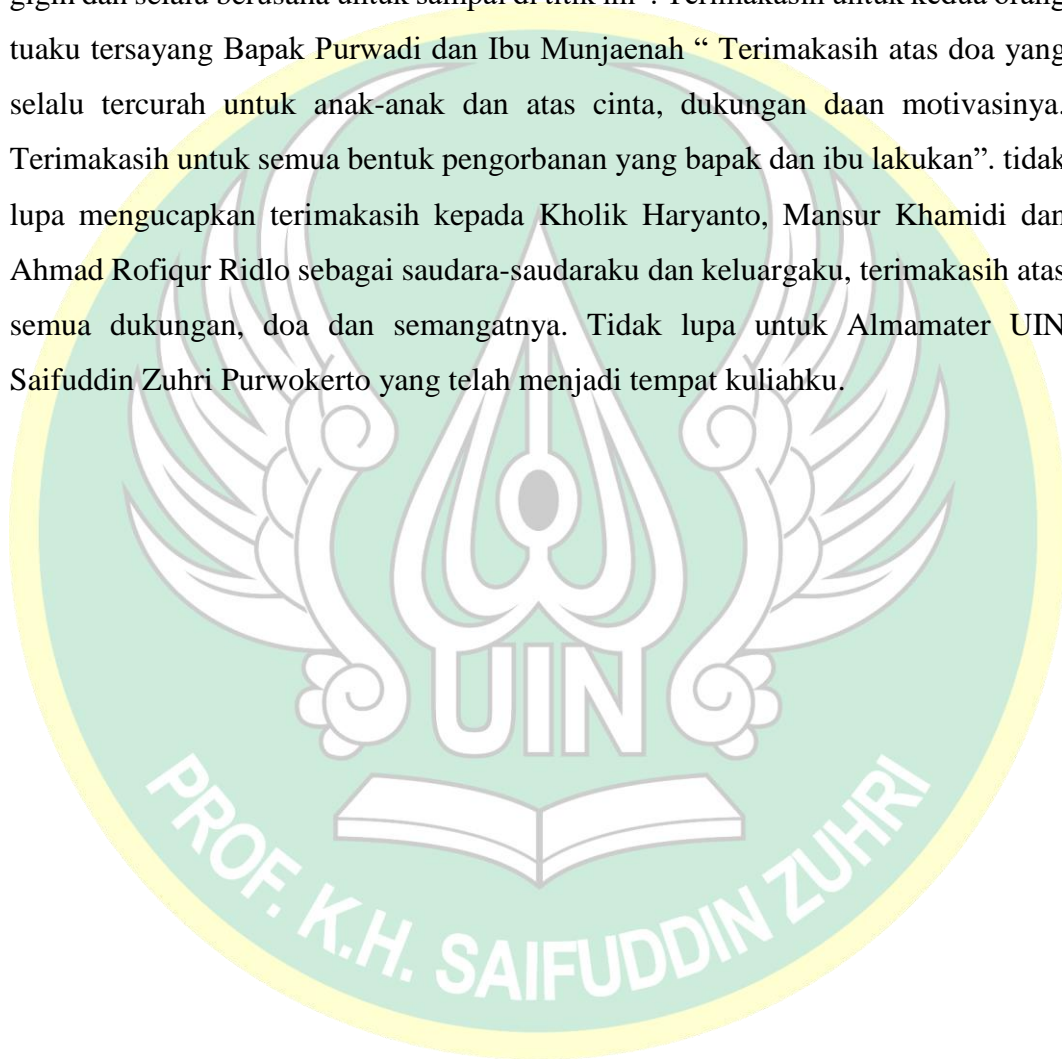 gigih dan selalu berusaha untuk sampai di titik ini”. Terimakasih untuk kedua orang
tuaku tersayang Bapak Purwadi dan Ibu Munjaenah “ Terimakasih atas doa yang
selalu tercurah untuk anak-anak dan atas cinta, dukungan daan motivasinya.
Terimakasih untuk semua bentuk pengorbanan yang bapak dan ibu lakukan”. tidak
lupa mengucapkan terimakasih kepada Kholik Haryanto, Mansur Khamidi dan
Ahmad Rofiqur Ridlo sebagai saudara-saudaraku dan keluargaku, terimakasih atas
semua dukungan, doa dan semangatnya. Tidak lupa untuk Almamater UIN
Saifuddin Zuhri Purwokerto yang telah menjadi tempat kuliahku.
UIN
PROF. K.H. SAIFUDDIN ZUHRI